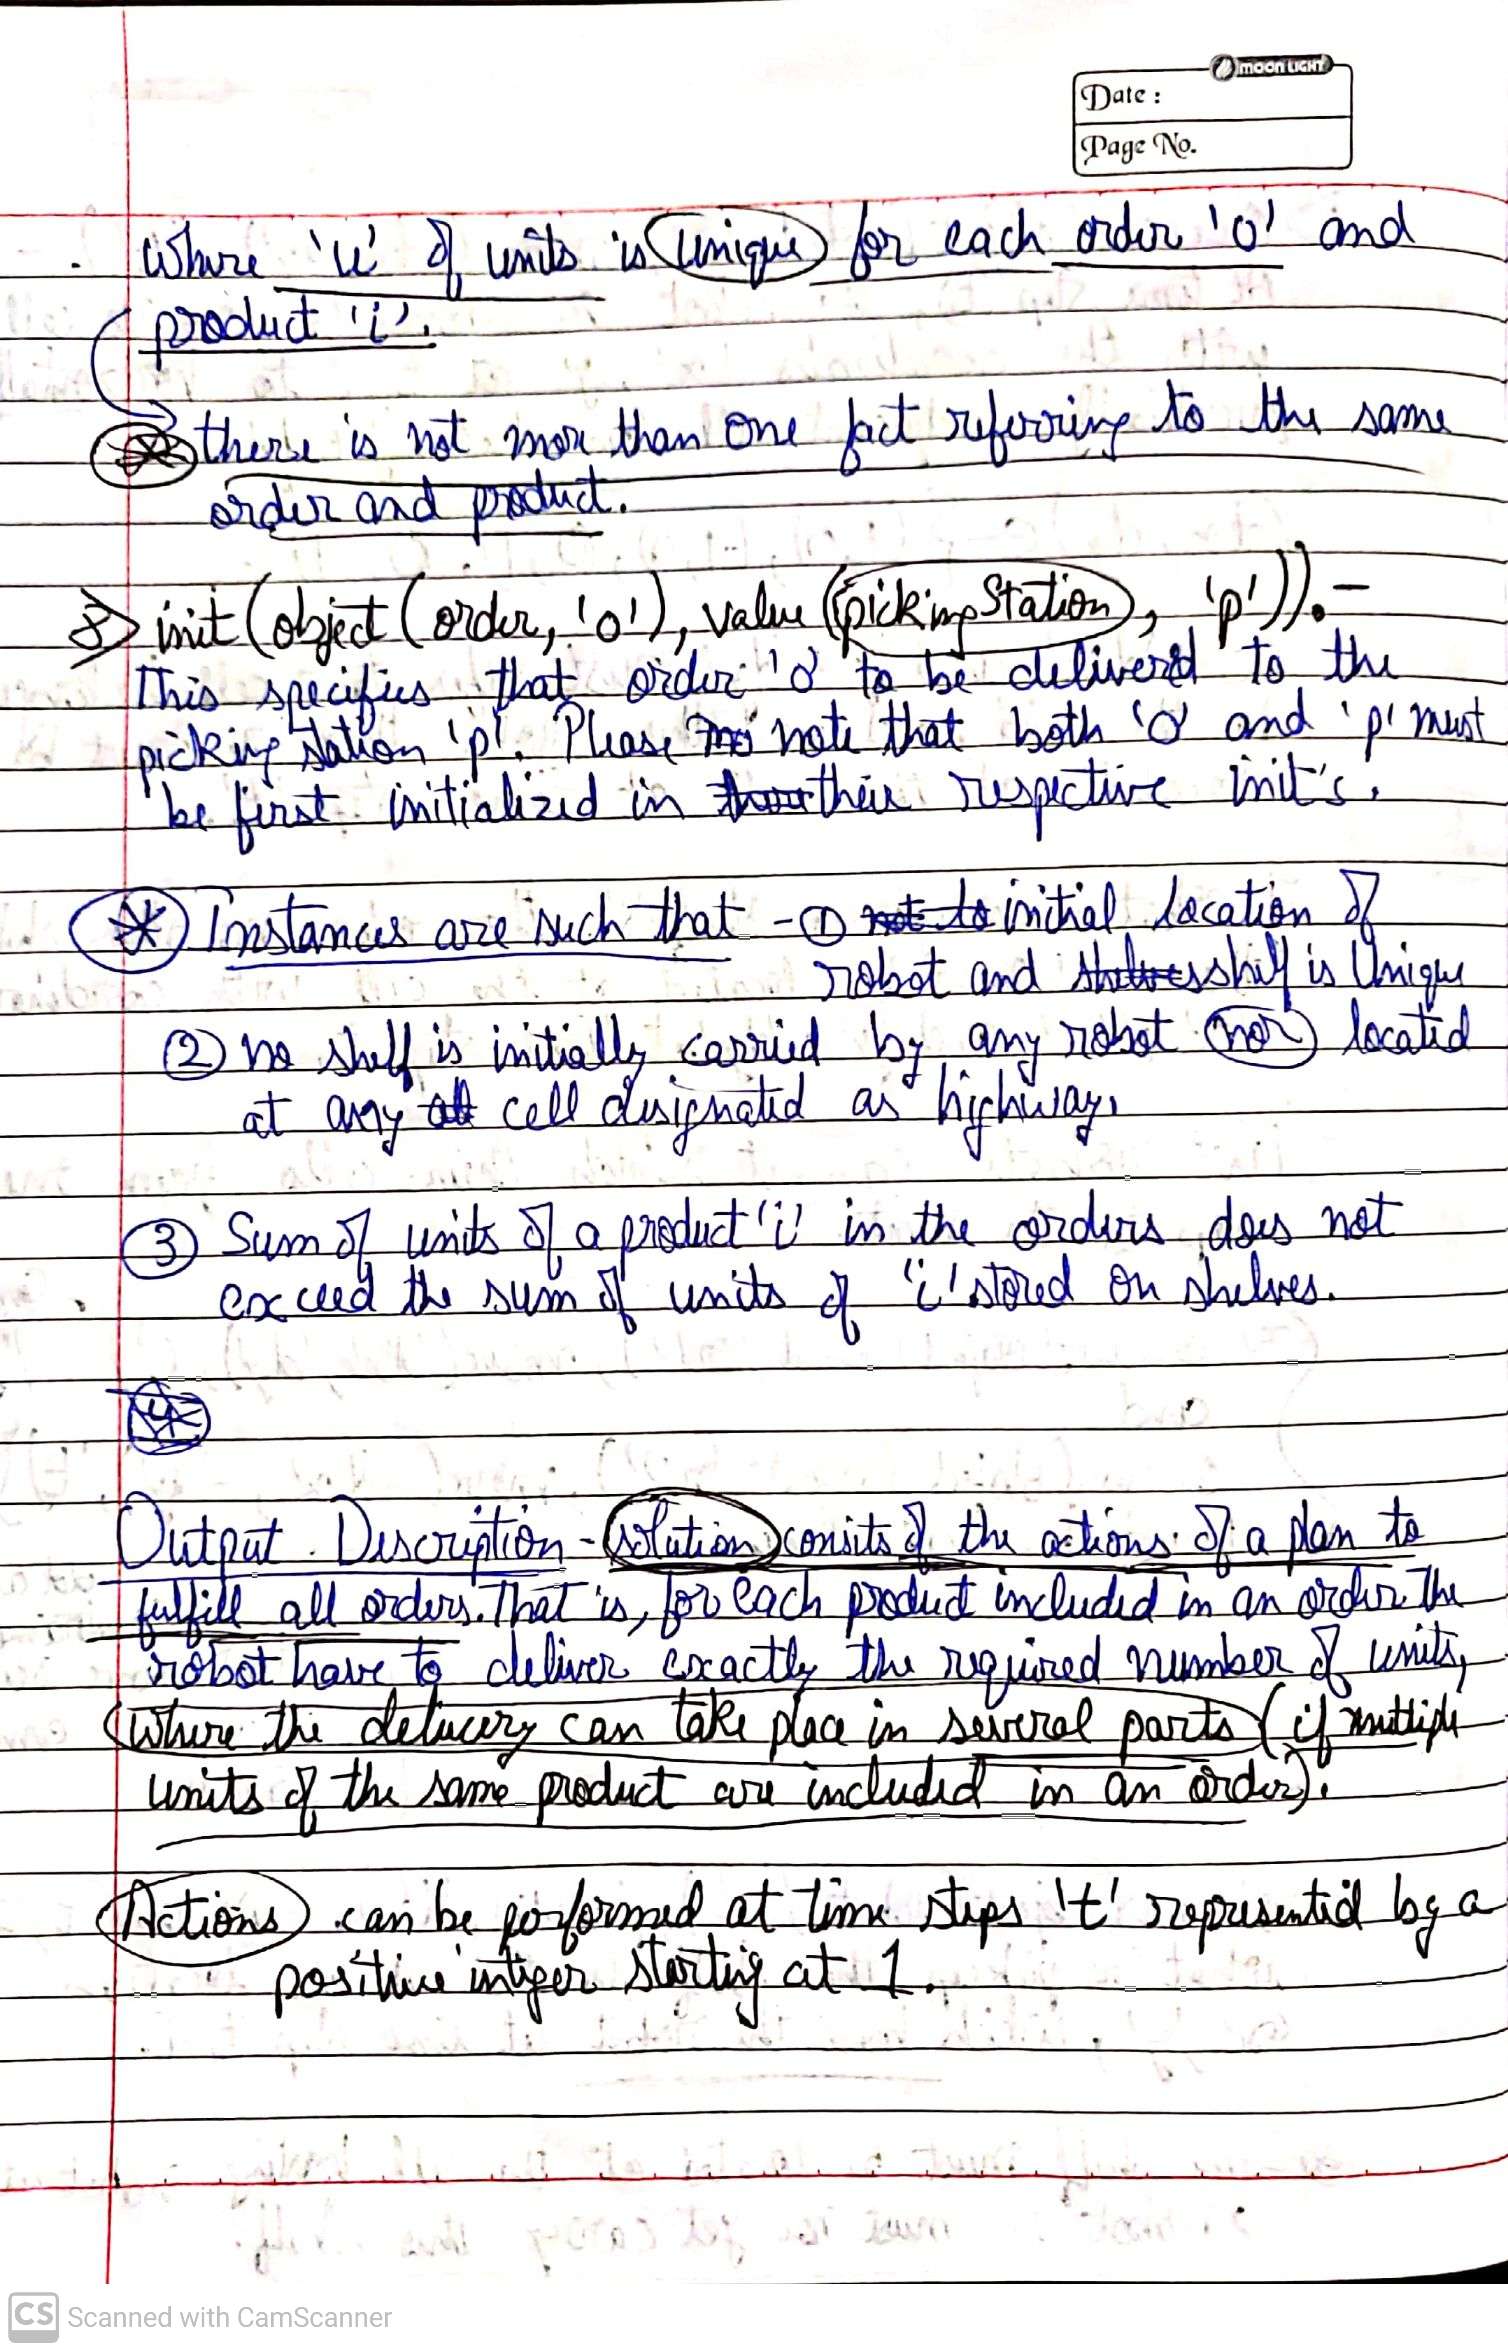 MOONLIGHT
Date :
Page No.
where 'u' of units is unique for each order 'o' and
product 'i'.
there is not more than one fact referring to the same
order and product.
3> init(object(order, 'o'), value(pickingStation, 'p')). -
This specifies that order 'o' to be delivered to the
picking station 'p'. Please note that both 'o' and 'p' must
be first initialized in their respective init's.
* Instances are such that - ① initial location of
robot and shelf is Unique
② no shelf is initially carried by any robot nor located
at any cell designated as highway.
③ Sum of units of a product 'i' in the orders does not
exceed the sum of units of 'i' stored on shelves.
Output Description - solution consits of the actions of a plan to
fulfill all orders. That is, for each product included in an order the
robot have to deliver exactly the required number of units,
where the delivery can take place in several parts (if multiple
units of the same product are included in an order).
Actions can be performed at time steps 't' represented by a
positive integer starting at 1.
CS Scanned with CamScanner